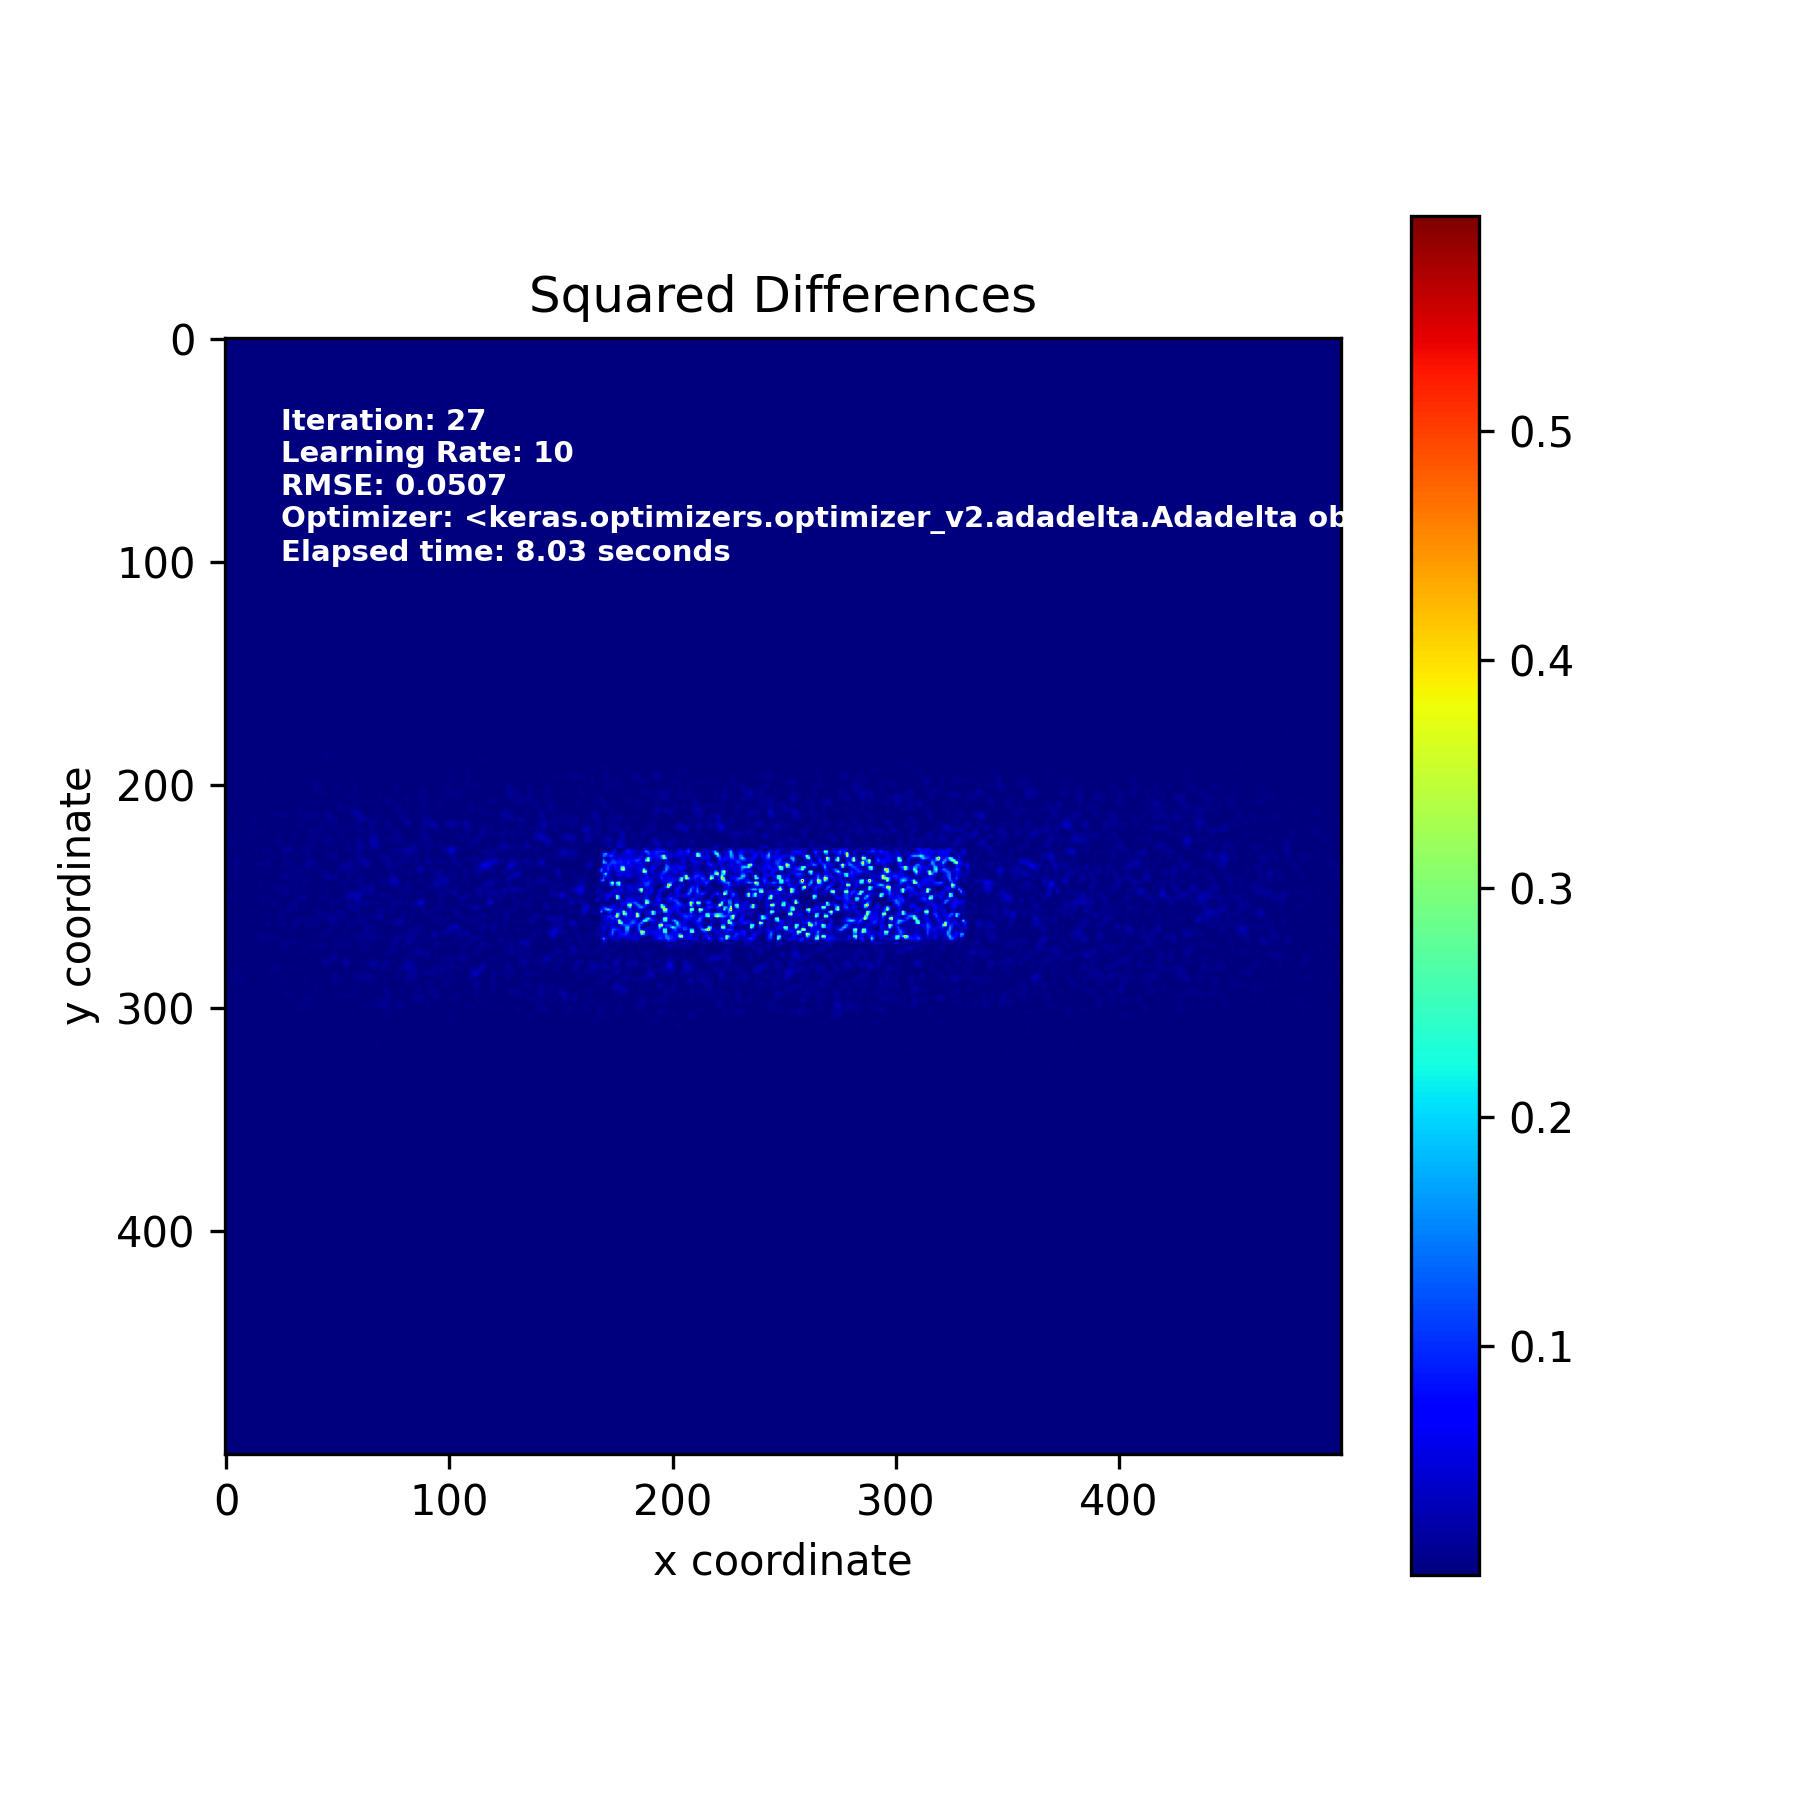 Squared Differences
Iteration: 27
Learning Rate: 10
RMSE: 0.0507
Optimizer: <keras.optimizers.optimizer_v2.adadelta.Adadelta ob
Elapsed time: 8.03 seconds
0
100
200
300
400
y coordinate
0 100 200 300 400
x coordinate
0.5
0.4
0.3
0.2
0.1